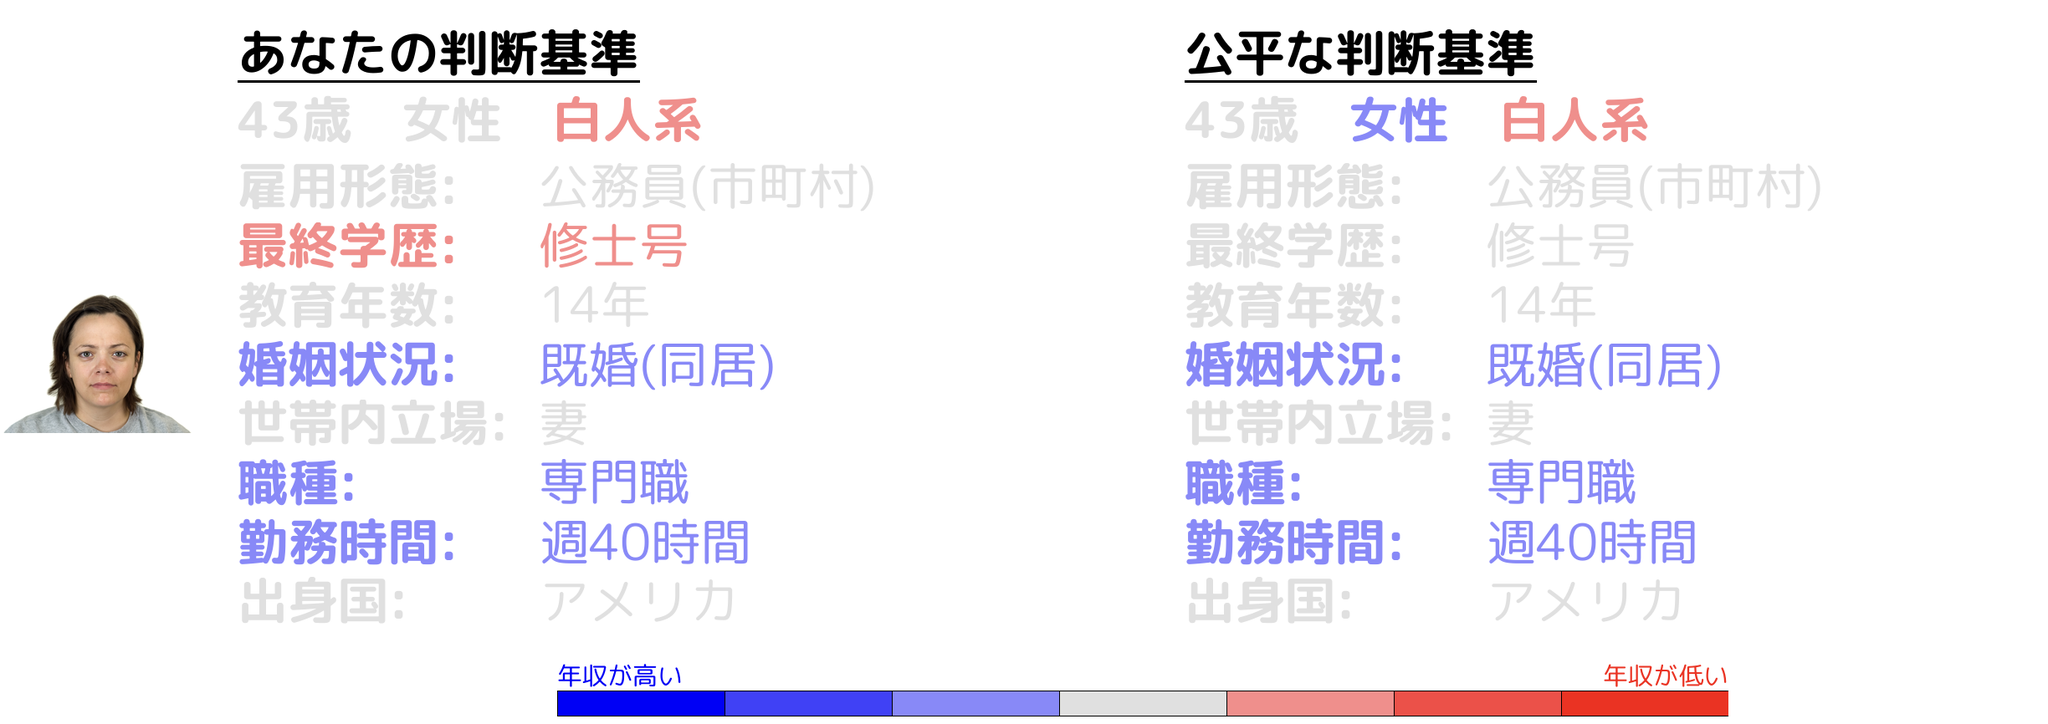 あなたの判断基準
43歳 女性 白人系
雇用形態: 公務員(市町村)
最終学歴: 修士号
教育年数: 14年
婚姻状況: 既婚(同居)
世帯内立場: 妻
職種: 専門職
勤務時間: 週40時間
出身国: アメリカ
公平な判断基準
43歳 女性 白人系
雇用形態: 公務員(市町村)
最終学歴: 修士号
教育年数: 14年
婚姻状況: 既婚(同居)
世帯内立場: 妻
職種: 専門職
勤務時間: 週40時間
出身国: アメリカ
年収が高い
年収が低い